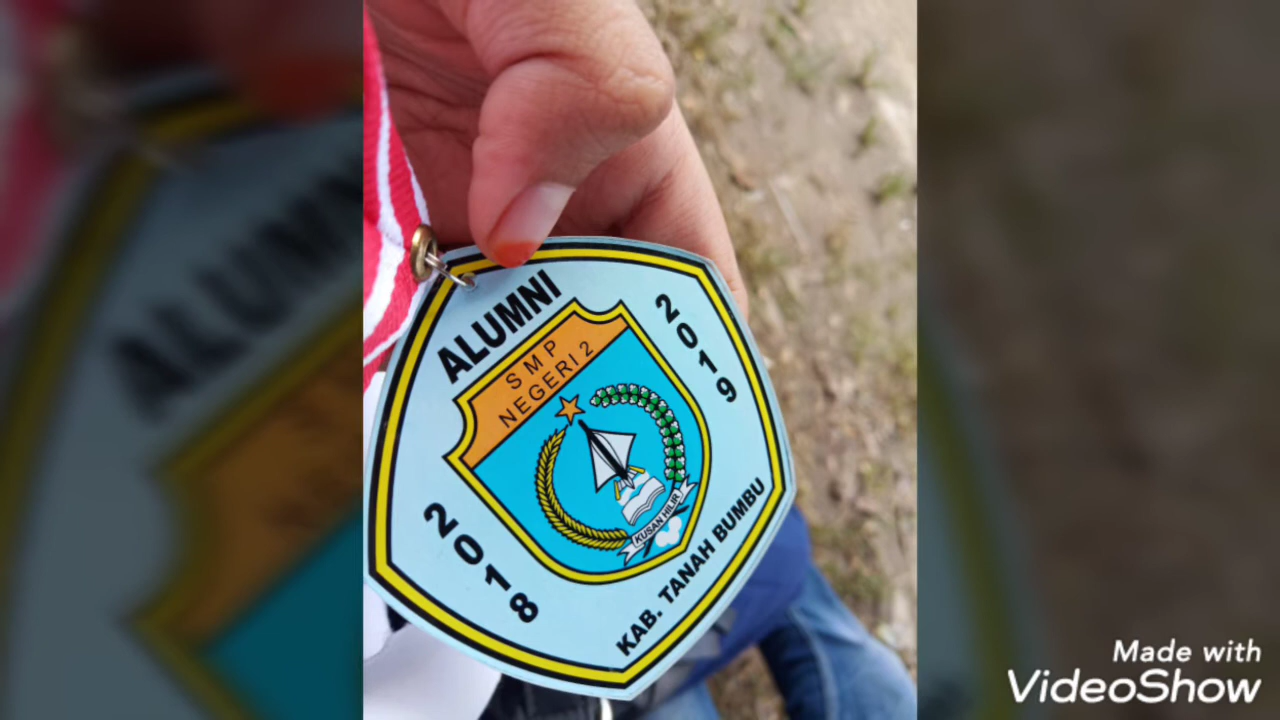 ALUMNI
2019
SMP
NEGERI 2
KUSAN HILIR
2018
KAB. TANAH BUMBU
Made with
VideoShow